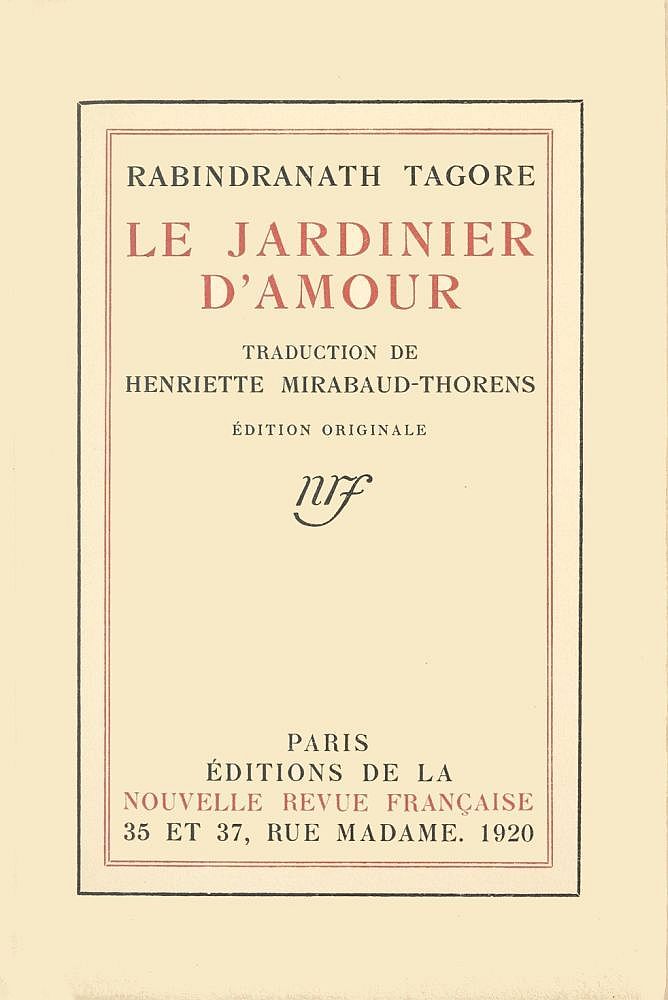 RABINDRANATH TAGORE
LE JARDINIER
D'AMOUR
TRADUCTION DE
HENRIETTE MIRABAUD-THORENS
ÉDITION ORIGINALE
nrf
PARIS
ÉDITIONS DE LA
NOUVELLE REVUE FRANÇAISE
35 ET 37, RUE MADAME. 1920